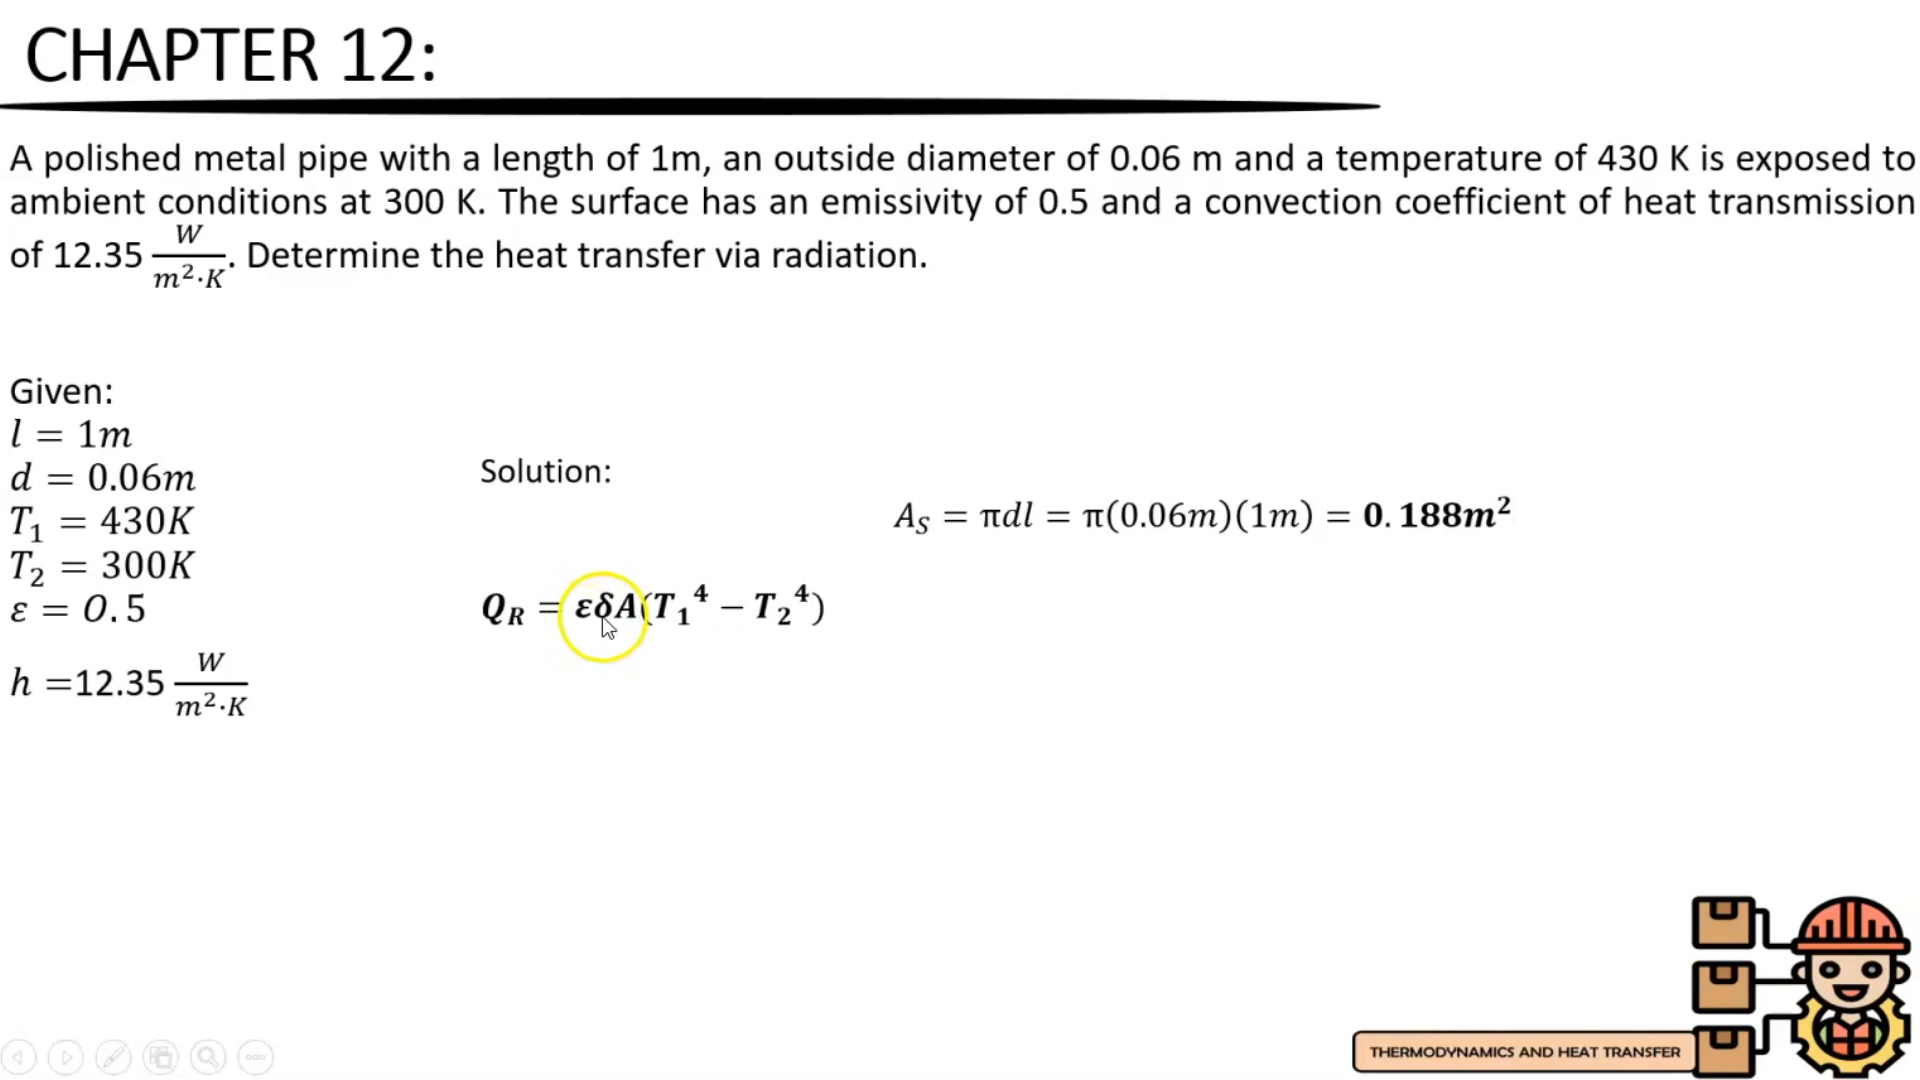 CHAPTER 12:
A polished metal pipe with a length of 1m, an outside diameter of 0.06 m and a temperature of 430 K is exposed to
ambient conditions at 300 K. The surface has an emissivity of 0.5 and a convection coefficient of heat transmission
of 12.35 W/m²·K. Determine the heat transfer via radiation.
Given:
l = 1m
d = 0.06m
T₁ = 430K
T₂ = 300K
ε = 0.5
h =12.35 W/m²·K
Solution:
A_S = πdl = π(0.06m)(1m) = 0.188m²
Q_R = εδA(T₁⁴ − T₂⁴)
THERMODYNAMICS AND HEAT TRANSFER